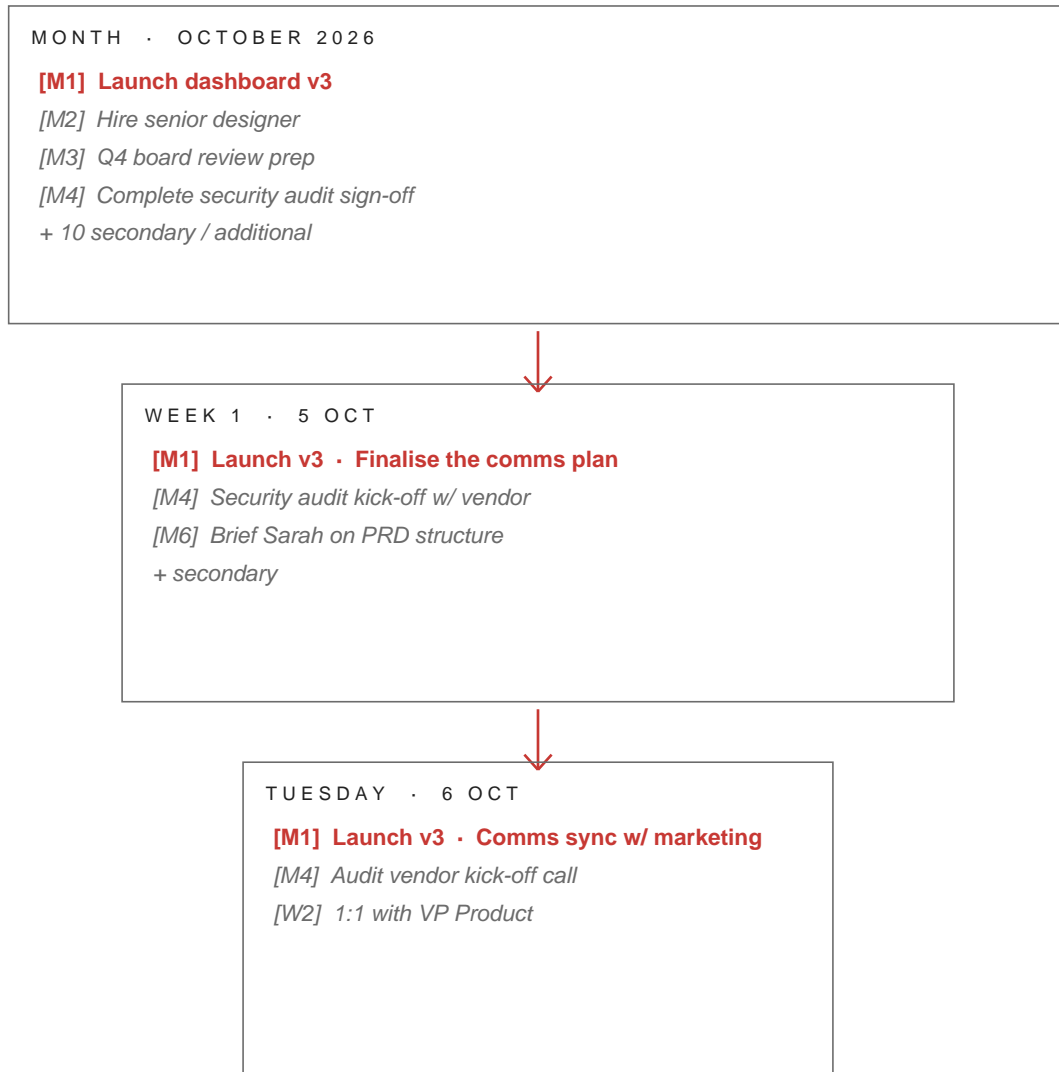 MONTH · OCTOBER 2026
[M1] Launch dashboard v3
[M2] Hire senior designer
[M3] Q4 board review prep
[M4] Complete security audit sign-off
+ 10 secondary / additional
WEEK 1 · 5 OCT
[M1] Launch v3 · Finalise the comms plan
[M4] Security audit kick-off w/ vendor
[M6] Brief Sarah on PRD structure
+ secondary
TUESDAY · 6 OCT
[M1] Launch v3 · Comms sync w/ marketing
[M4] Audit vendor kick-off call
[W2] 1:1 with VP Product